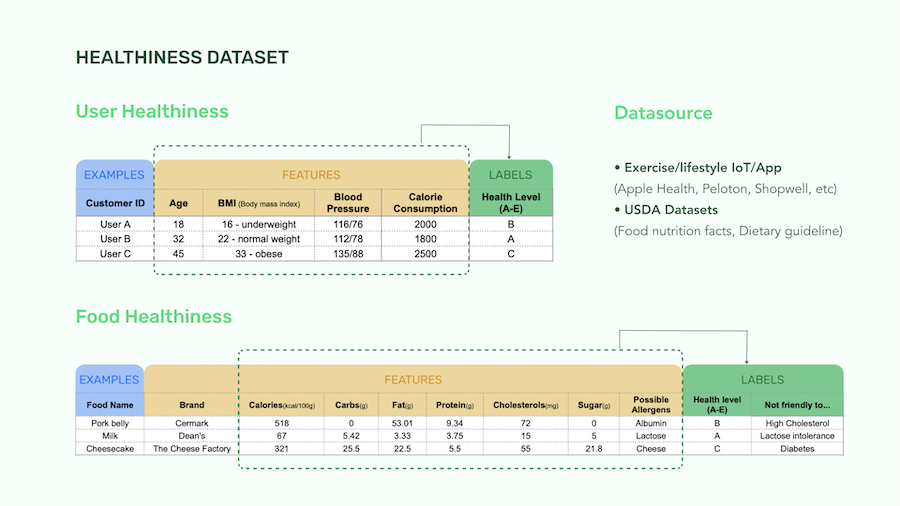 HEALTHINESS DATASET
User Healthiness
EXAMPLES FEATURES LABELS
Customer ID Age BMI (Body mass index) Blood Pressure Calorie Consumption Health Level (A-E)
User A 18 16 - underweight 116/76 2000 B
User B 32 22 - normal weight 112/78 1800 A
User C 45 33 - obese 135/88 2500 C
Datasource
• Exercise/lifestyle IoT/App
(Apple Health, Peloton, Shopwell, etc)
• USDA Datasets
(Food nutrition facts, Dietary guideline)
Food Healthiness
EXAMPLES FEATURES LABELS
Food Name Brand Calories(kcal/100g) Carbs(g) Fat(g) Protein(g) Cholesterols(mg) Sugar(g) Possible Allergens Health level (A-E) Not friendly to...
Pork belly Cermark 518 0 53.01 9.34 72 0 Albumin B High Cholesterol
Milk Dean's 67 5.42 3.33 3.75 15 5 Lactose A Lactose intolerance
Cheesecake The Cheese Factory 321 25.5 22.5 5.5 55 21.8 Cheese C Diabetes